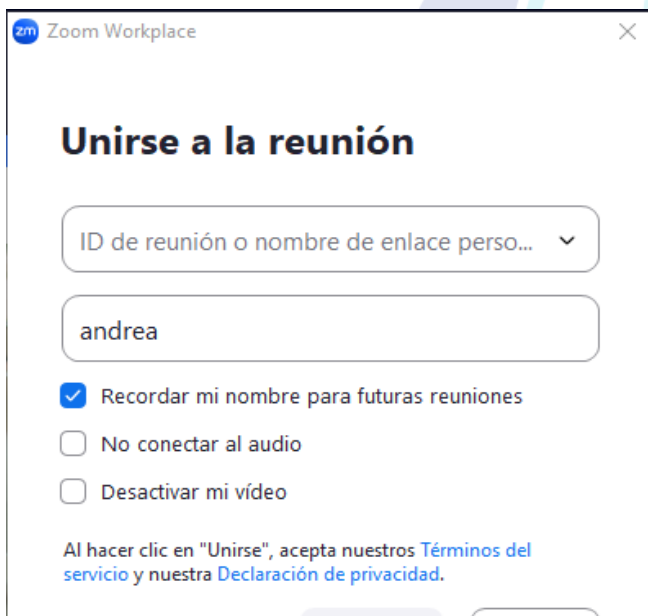 zm Zoom Workplace
Unirse a la reunión
ID de reunión o nombre de enlace perso...
andrea
Recordar mi nombre para futuras reuniones
No conectar al audio
Desactivar mi vídeo
Al hacer clic en "Unirse", acepta nuestros Términos del
servicio y nuestra Declaración de privacidad.